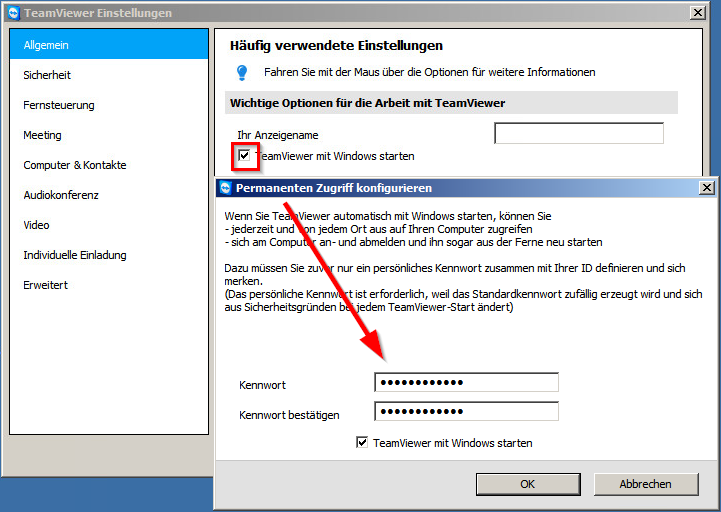 TeamViewer Einstellungen
Allgemein
Sicherheit
Fernsteuerung
Meeting
Computer & Kontakte
Audiokonferenz
Video
Individuelle Einladung
Erweitert
Häufig verwendete Einstellungen
Fahren Sie mit der Maus über die Optionen für weitere Informationen
Wichtige Optionen für die Arbeit mit TeamViewer
Ihr Anzeigename
TeamViewer mit Windows starten
Permanenten Zugriff konfigurieren
Wenn Sie TeamViewer automatisch mit Windows starten, können Sie
- jederzeit und von jedem Ort aus auf Ihren Computer zugreifen
- sich am Computer an- und abmelden und ihn sogar aus der Ferne neu starten
Dazu müssen Sie zuvor nur ein persönliches Kennwort zusammen mit Ihrer ID definieren und sich
merken.
(Das persönliche Kennwort ist erforderlich, weil das Standardkennwort zufällig erzeugt wird und sich
aus Sicherheitsgründen bei jedem TeamViewer-Start ändert)
Kennwort
Kennwort bestätigen
TeamViewer mit Windows starten
OK
Abbrechen